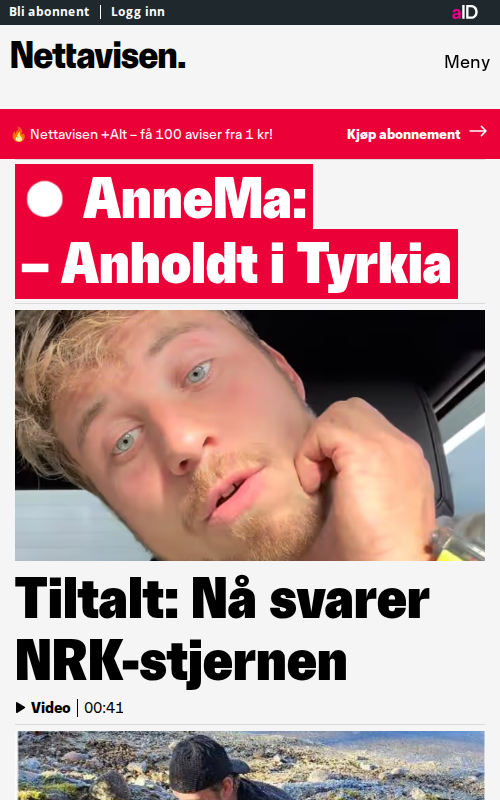 Bli abonnent | Logg inn
aID
Nettavisen.
Meny
🔥 Nettavisen +Alt – få 100 aviser fra 1 kr!
Kjøp abonnement →
AnneMa:
– Anholdt i Tyrkia
Tiltalt: Nå svarer
NRK-stjernen
Video | 00:41